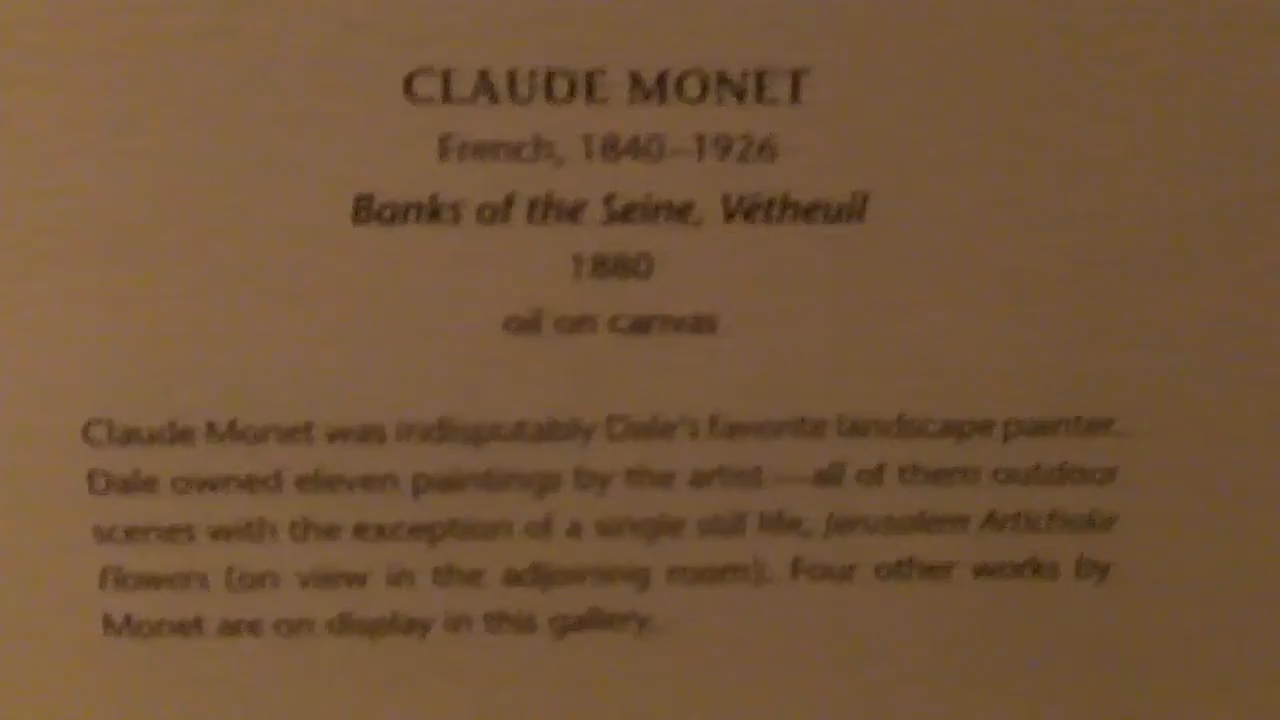 CLAUDE MONET
French, 1840–1926
Banks of the Seine, Vétheuil
1880
oil on canvas
Claude Monet was indisputably Dale's favorite landscape painter.
Dale owned eleven paintings by the artist—all of them outdoor
scenes with the exception of a single still life, Jerusalem Artichoke
Flowers (on view in the adjoining room). Four other works by
Monet are on display in this gallery.